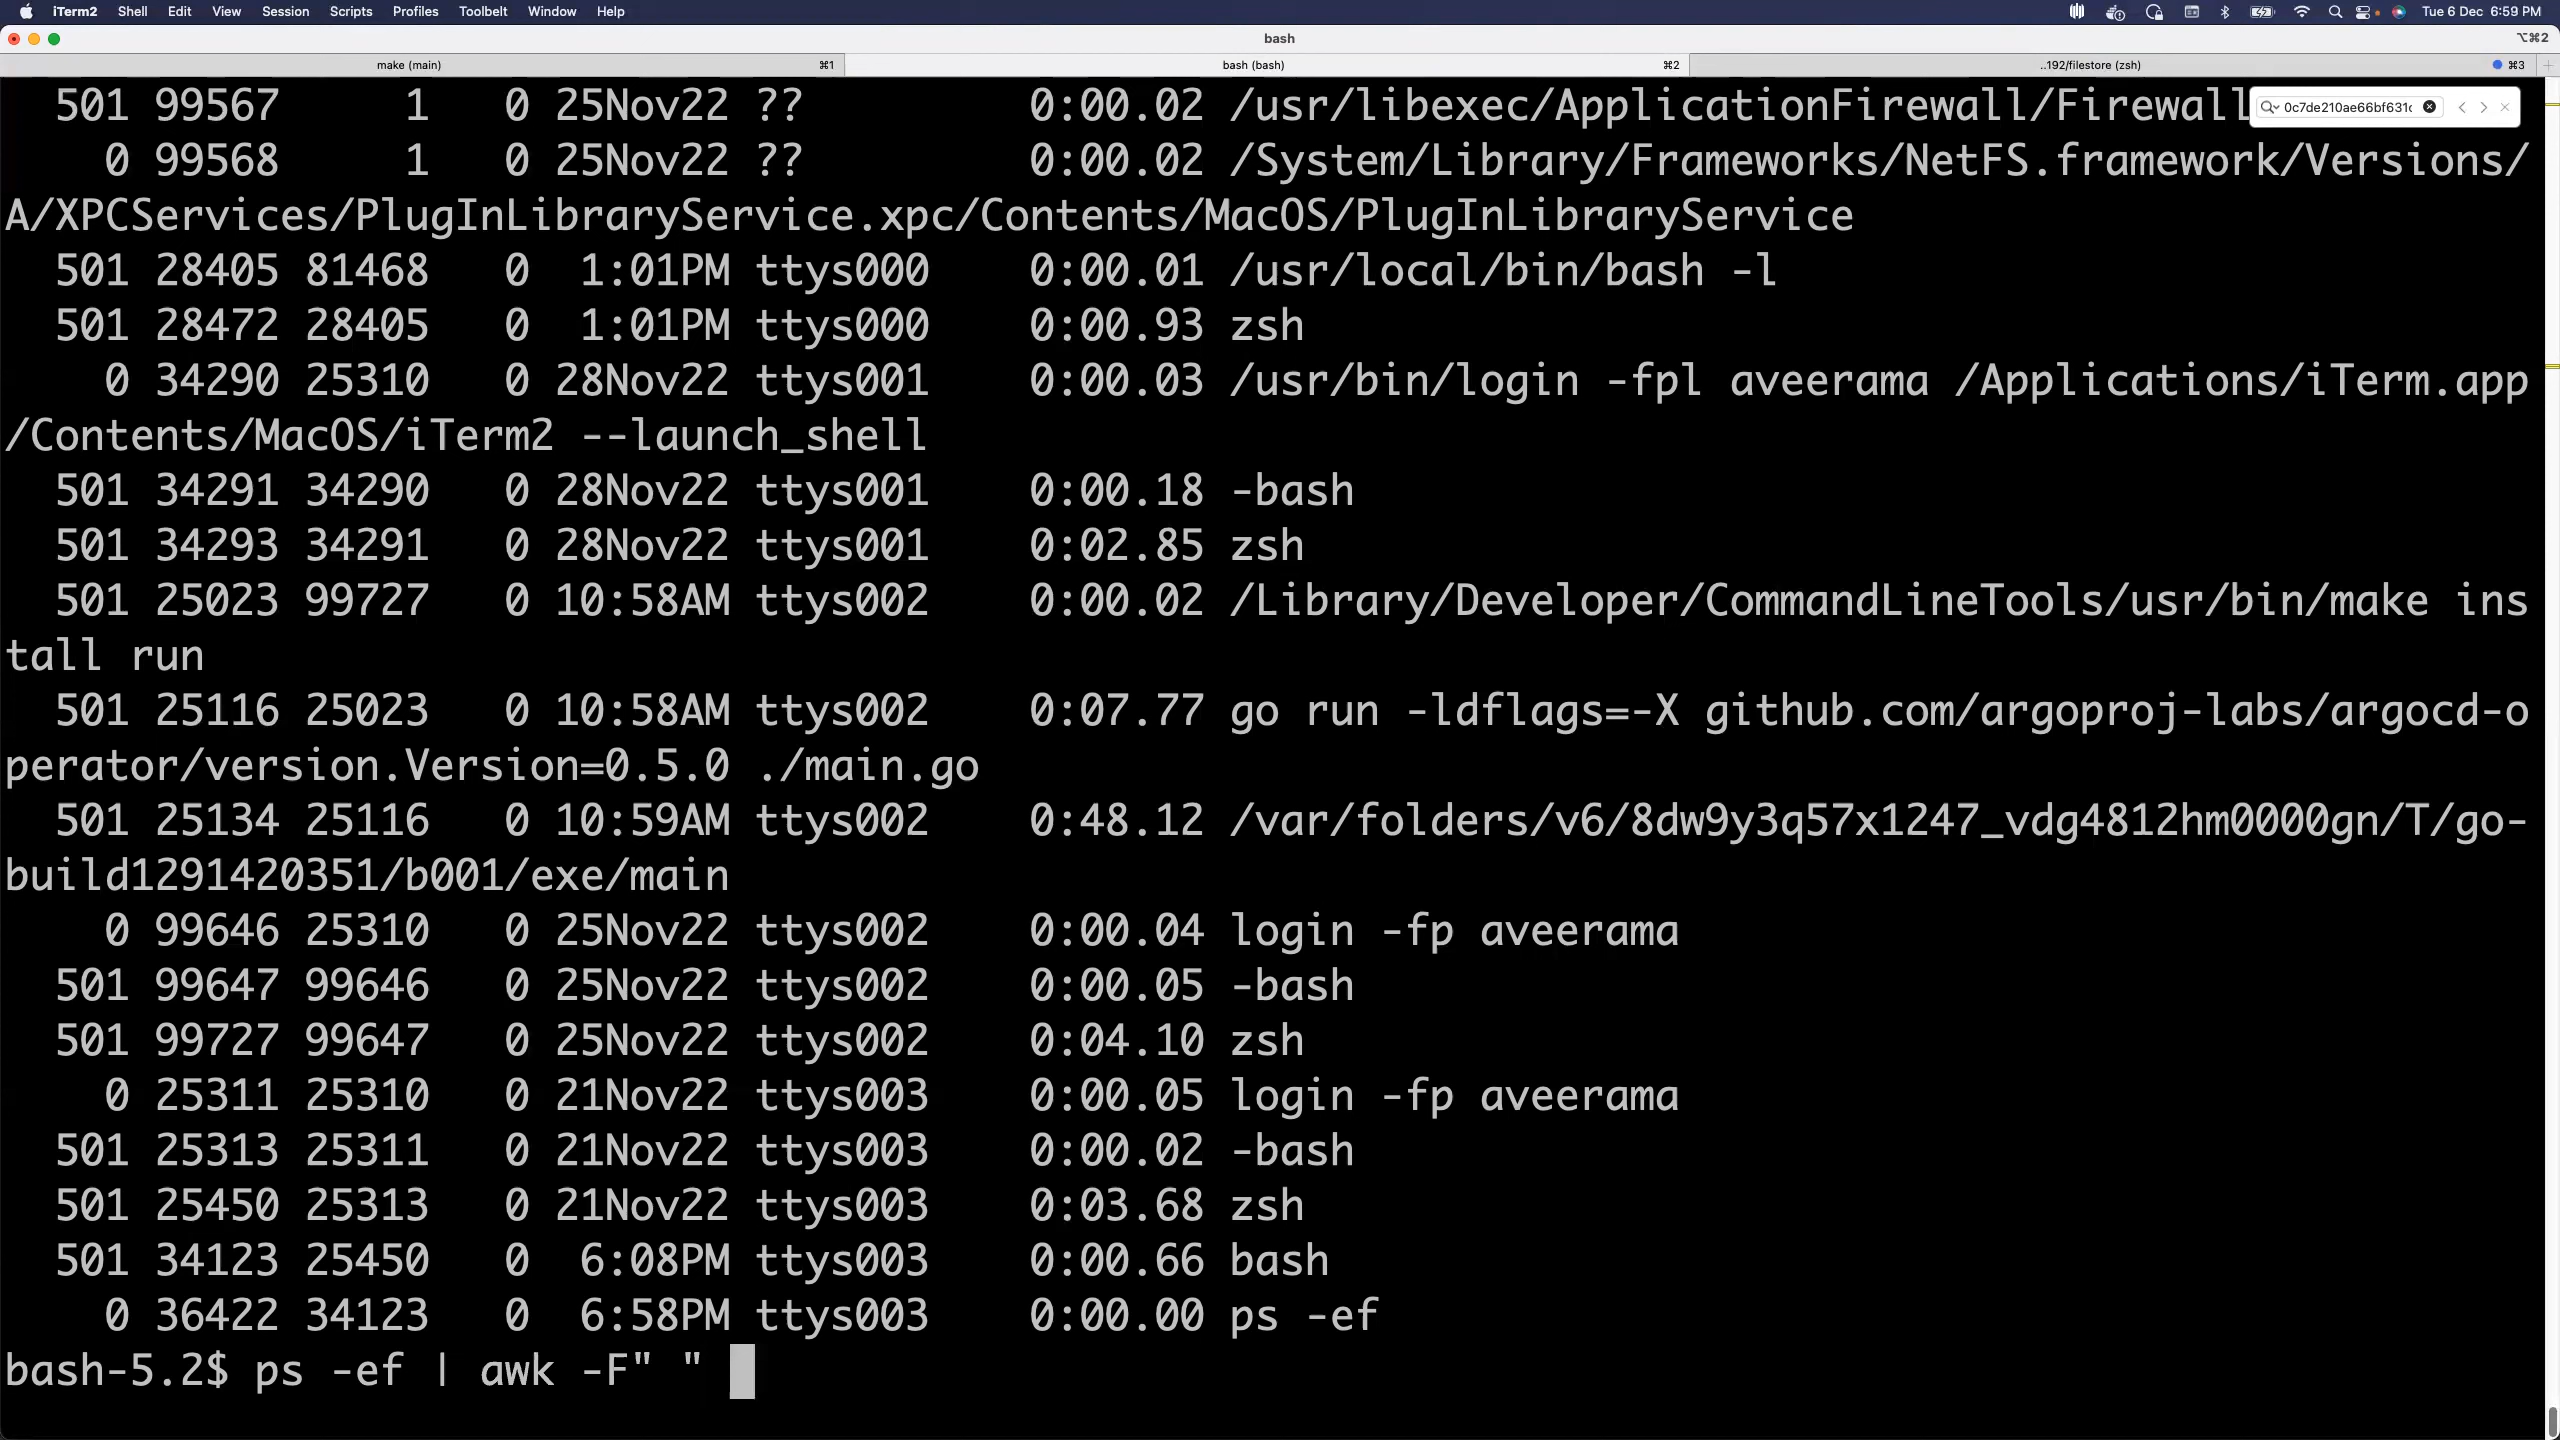 iTerm2 Shell Edit View Session Scripts Profiles Toolbelt Window Help Tue 6 Dec 6:59 PM
bash ⌥⌘2
make (main) ⌘1 bash (bash) ⌘2 ..192/filestore (zsh) ⌘3
501 99567 1 0 25Nov22 ?? 0:00.02 /usr/libexec/ApplicationFirewall/Firewall
0c7de210ae66bf631
0 99568 1 0 25Nov22 ?? 0:00.02 /System/Library/Frameworks/NetFS.framework/Versions/
A/XPCServices/PlugInLibraryService.xpc/Contents/MacOS/PlugInLibraryService
501 28405 81468 0 1:01PM ttys000 0:00.01 /usr/local/bin/bash -l
501 28472 28405 0 1:01PM ttys000 0:00.93 zsh
0 34290 25310 0 28Nov22 ttys001 0:00.03 /usr/bin/login -fpl aveerama /Applications/iTerm.app
/Contents/MacOS/iTerm2 --launch_shell
501 34291 34290 0 28Nov22 ttys001 0:00.18 -bash
501 34293 34291 0 28Nov22 ttys001 0:02.85 zsh
501 25023 99727 0 10:58AM ttys002 0:00.02 /Library/Developer/CommandLineTools/usr/bin/make ins
tall run
501 25116 25023 0 10:58AM ttys002 0:07.77 go run -ldflags=-X github.com/argoproj-labs/argocd-o
perator/version.Version=0.5.0 ./main.go
501 25134 25116 0 10:59AM ttys002 0:48.12 /var/folders/v6/8dw9y3q57x1247_vdg4812hm0000gn/T/go-
build1291420351/b001/exe/main
0 99646 25310 0 25Nov22 ttys002 0:00.04 login -fp aveerama
501 99647 99646 0 25Nov22 ttys002 0:00.05 -bash
501 99727 99647 0 25Nov22 ttys002 0:04.10 zsh
0 25311 25310 0 21Nov22 ttys003 0:00.05 login -fp aveerama
501 25313 25311 0 21Nov22 ttys003 0:00.02 -bash
501 25450 25313 0 21Nov22 ttys003 0:03.68 zsh
501 34123 25450 0 6:08PM ttys003 0:00.66 bash
0 36422 34123 0 6:58PM ttys003 0:00.00 ps -ef
bash-5.2$ ps -ef | awk -F" "